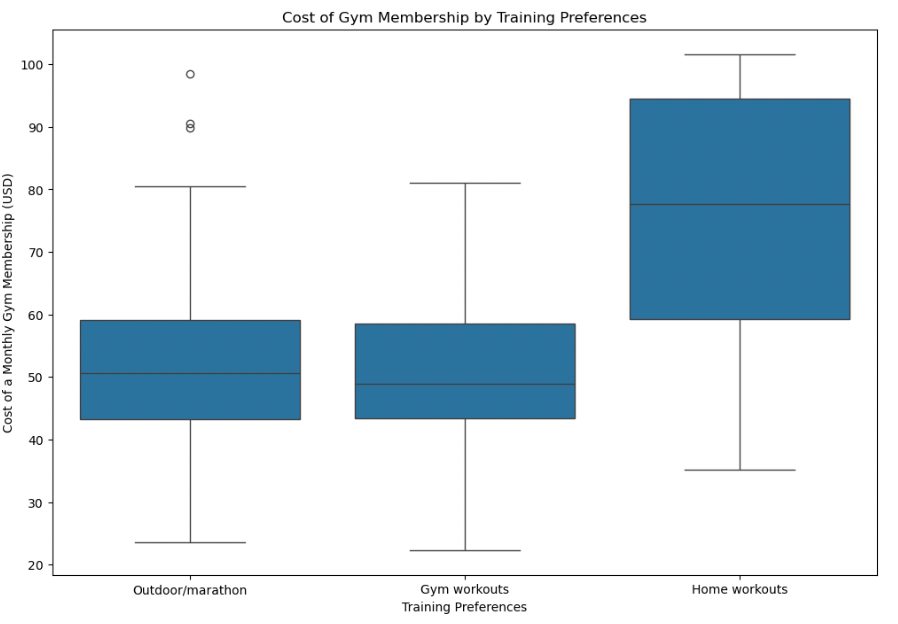 Cost of Gym Membership by Training Preferences
Cost of a Monthly Gym Membership (USD)
100
90
80
70
60
50
40
30
20
Outdoor/marathon
Gym workouts
Home workouts
Training Preferences